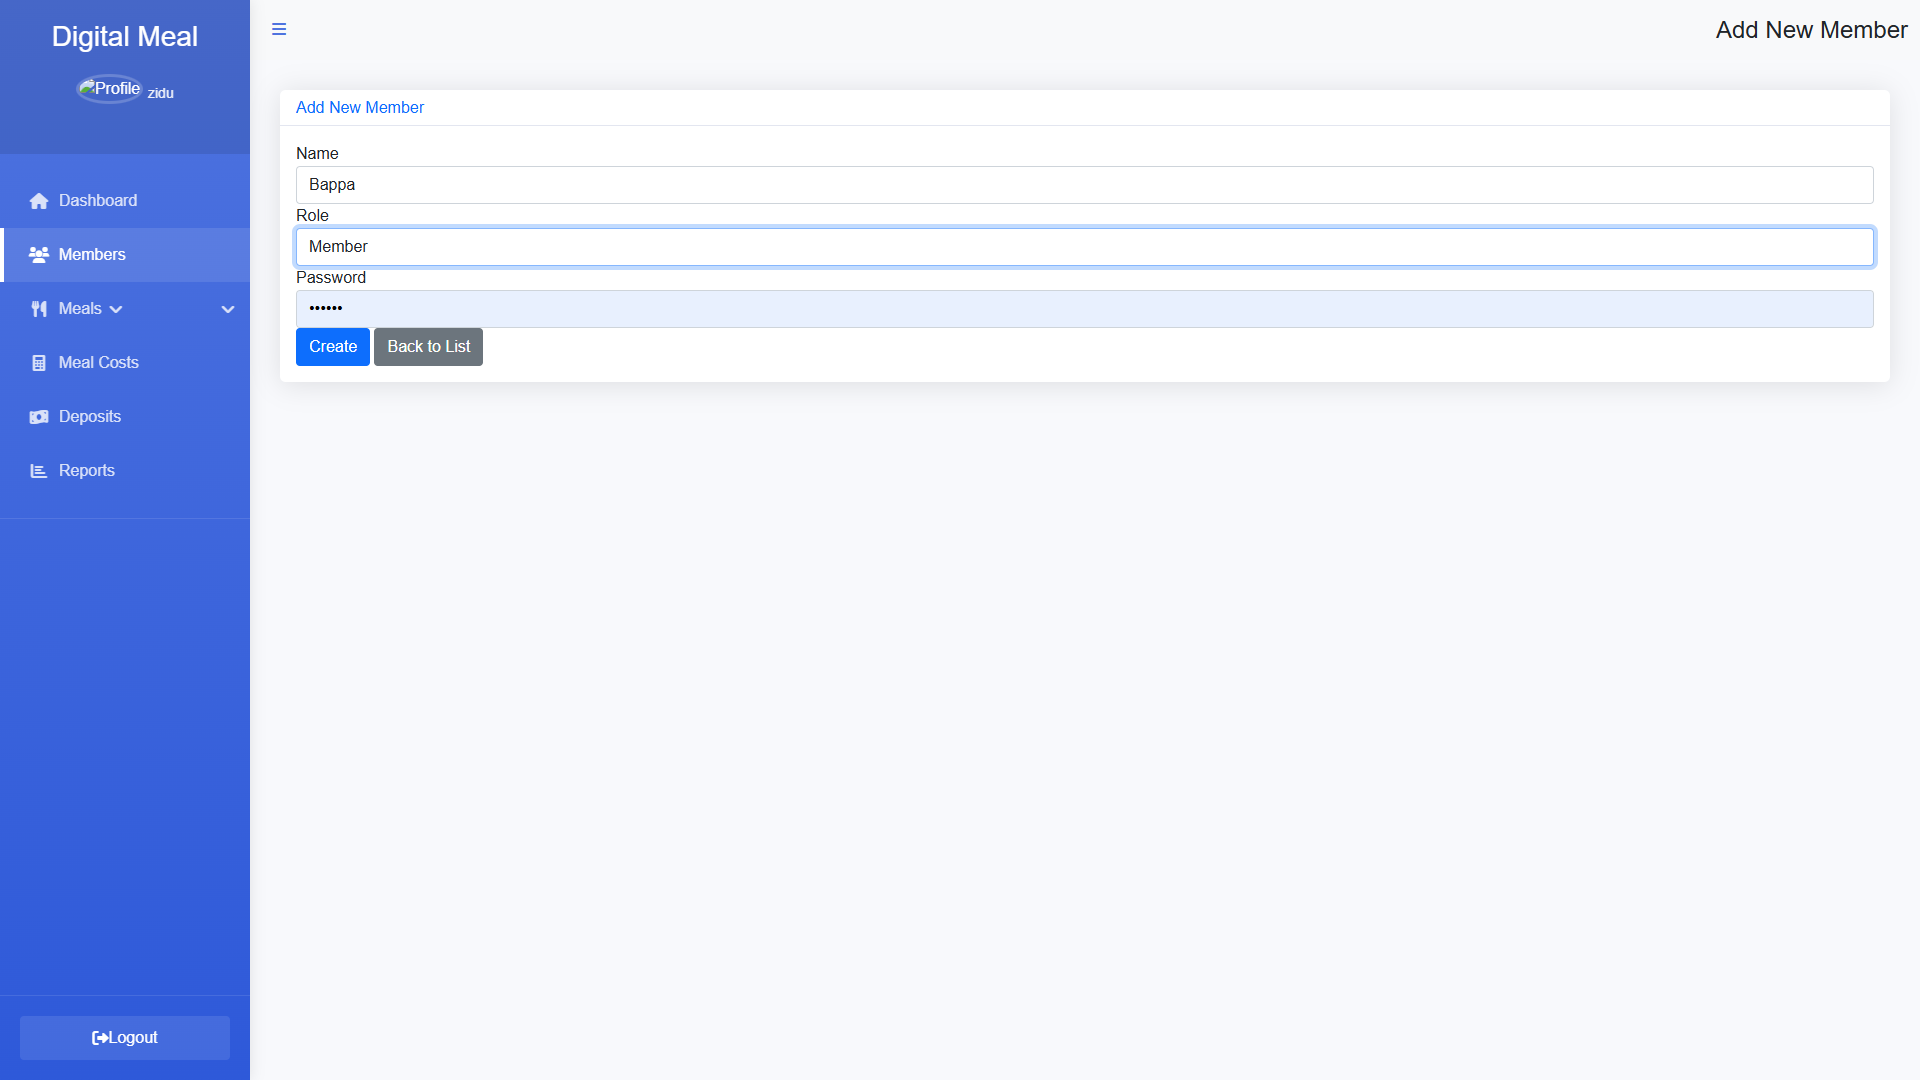 Digital Meal
Profile zidu
Dashboard
Members
Meals
Meal Costs
Deposits
Reports
Logout
Add New Member
Add New Member
Name
Bappa
Role
Member
Password
••••••
Create Back to List